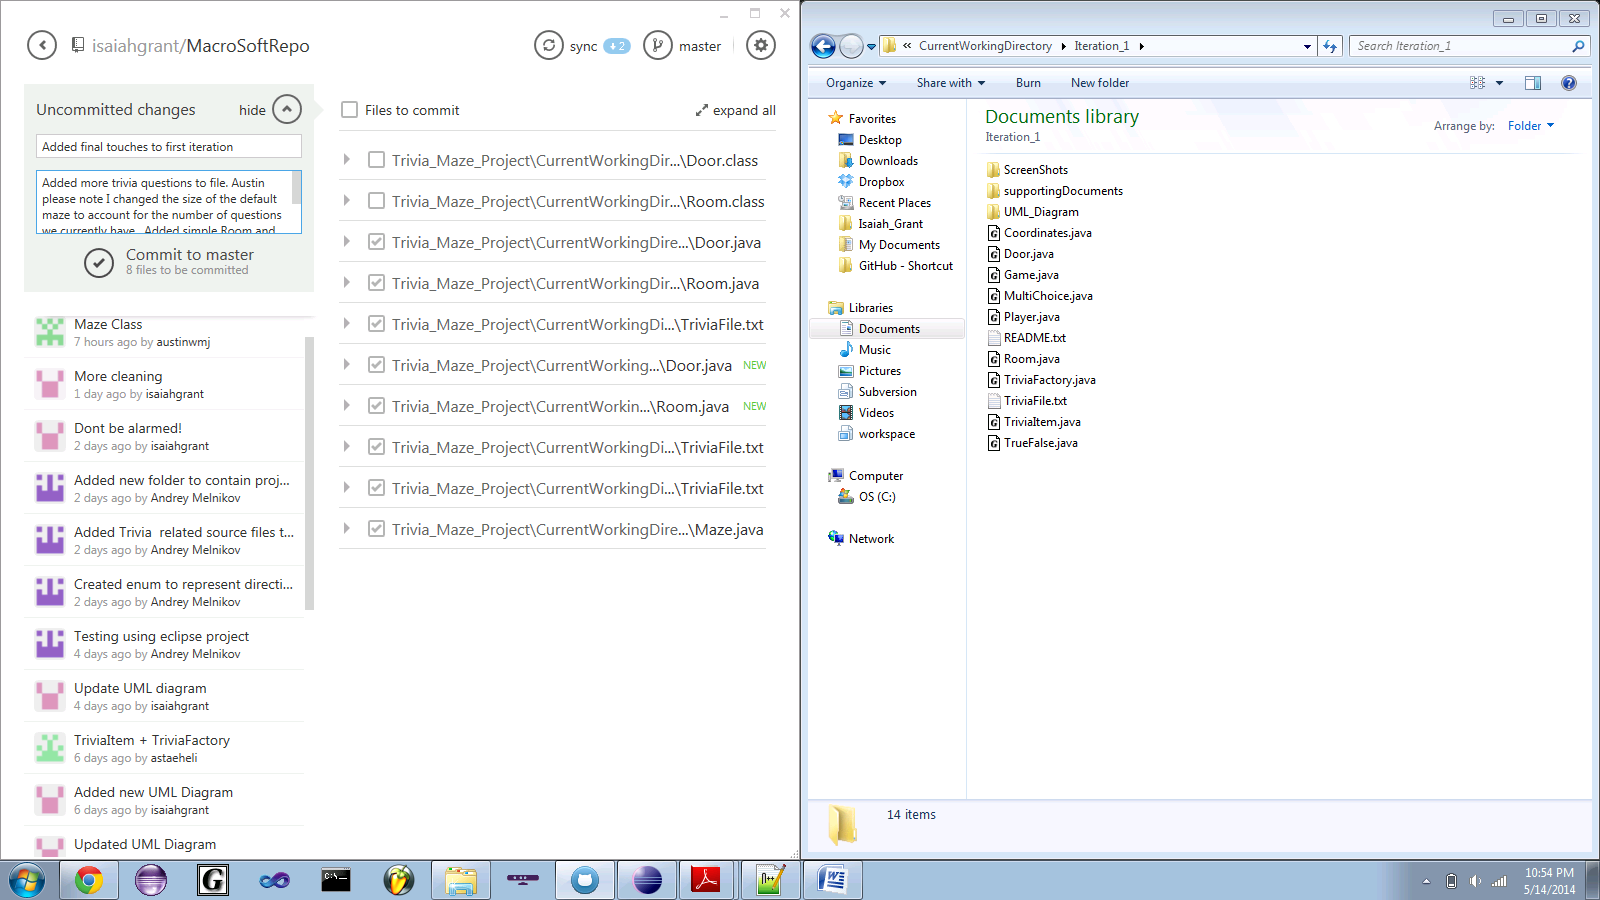 isaiahgrant/MacroSoftRepo
sync +2
master
Uncommitted changes
hide
Added final touches to first iteration
Added more trivia questions to file. Austin
please note I changed the size of the default
maze to account for the number of questions
we currently have. Added simple Room and
Commit to master
8 files to be committed
Maze Class
7 hours ago by austinwmj
More cleaning
1 day ago by isaiahgrant
Dont be alarmed!
2 days ago by isaiahgrant
Added new folder to contain proj...
2 days ago by Andrey Melnikov
Added Trivia  related source files t...
2 days ago by Andrey Melnikov
Created enum to represent directi...
2 days ago by Andrey Melnikov
Testing using eclipse project
4 days ago by Andrey Melnikov
Update UML diagram
4 days ago by isaiahgrant
TriviaItem + TriviaFactory
6 days ago by astaeheli
Added new UML Diagram
6 days ago by isaiahgrant
Updated UML Diagram
Files to commit
expand all
Trivia_Maze_Project\CurrentWorkingDir...\Door.class
Trivia_Maze_Project\CurrentWorkingDir...\Room.class
Trivia_Maze_Project\CurrentWorkingDire...\Door.java
Trivia_Maze_Project\CurrentWorkingDire...\Room.java
Trivia_Maze_Project\CurrentWorkingDi...\TriviaFile.txt
Trivia_Maze_Project\CurrentWorking...\Door.java NEW
Trivia_Maze_Project\CurrentWorkin...\Room.java NEW
Trivia_Maze_Project\CurrentWorkingDi...\TriviaFile.txt
Trivia_Maze_Project\CurrentWorkingDi...\TriviaFile.txt
Trivia_Maze_Project\CurrentWorkingDire...\Maze.java
« CurrentWorkingDirectory Iteration_1
Search Iteration_1
Organize Share with Burn New folder
Favorites
Desktop
Downloads
Dropbox
Recent Places
Isaiah_Grant
My Documents
GitHub - Shortcut
Libraries
Documents
Music
Pictures
Subversion
Videos
workspace
Computer
OS (C:)
Network
Documents library
Iteration_1
Arrange by: Folder
ScreenShots
supportingDocuments
UML_Diagram
Coordinates.java
Door.java
Game.java
MultiChoice.java
Player.java
README.txt
Room.java
TriviaFactory.java
TriviaFile.txt
TriviaItem.java
TrueFalse.java
14 items
10:54 PM
5/14/2014